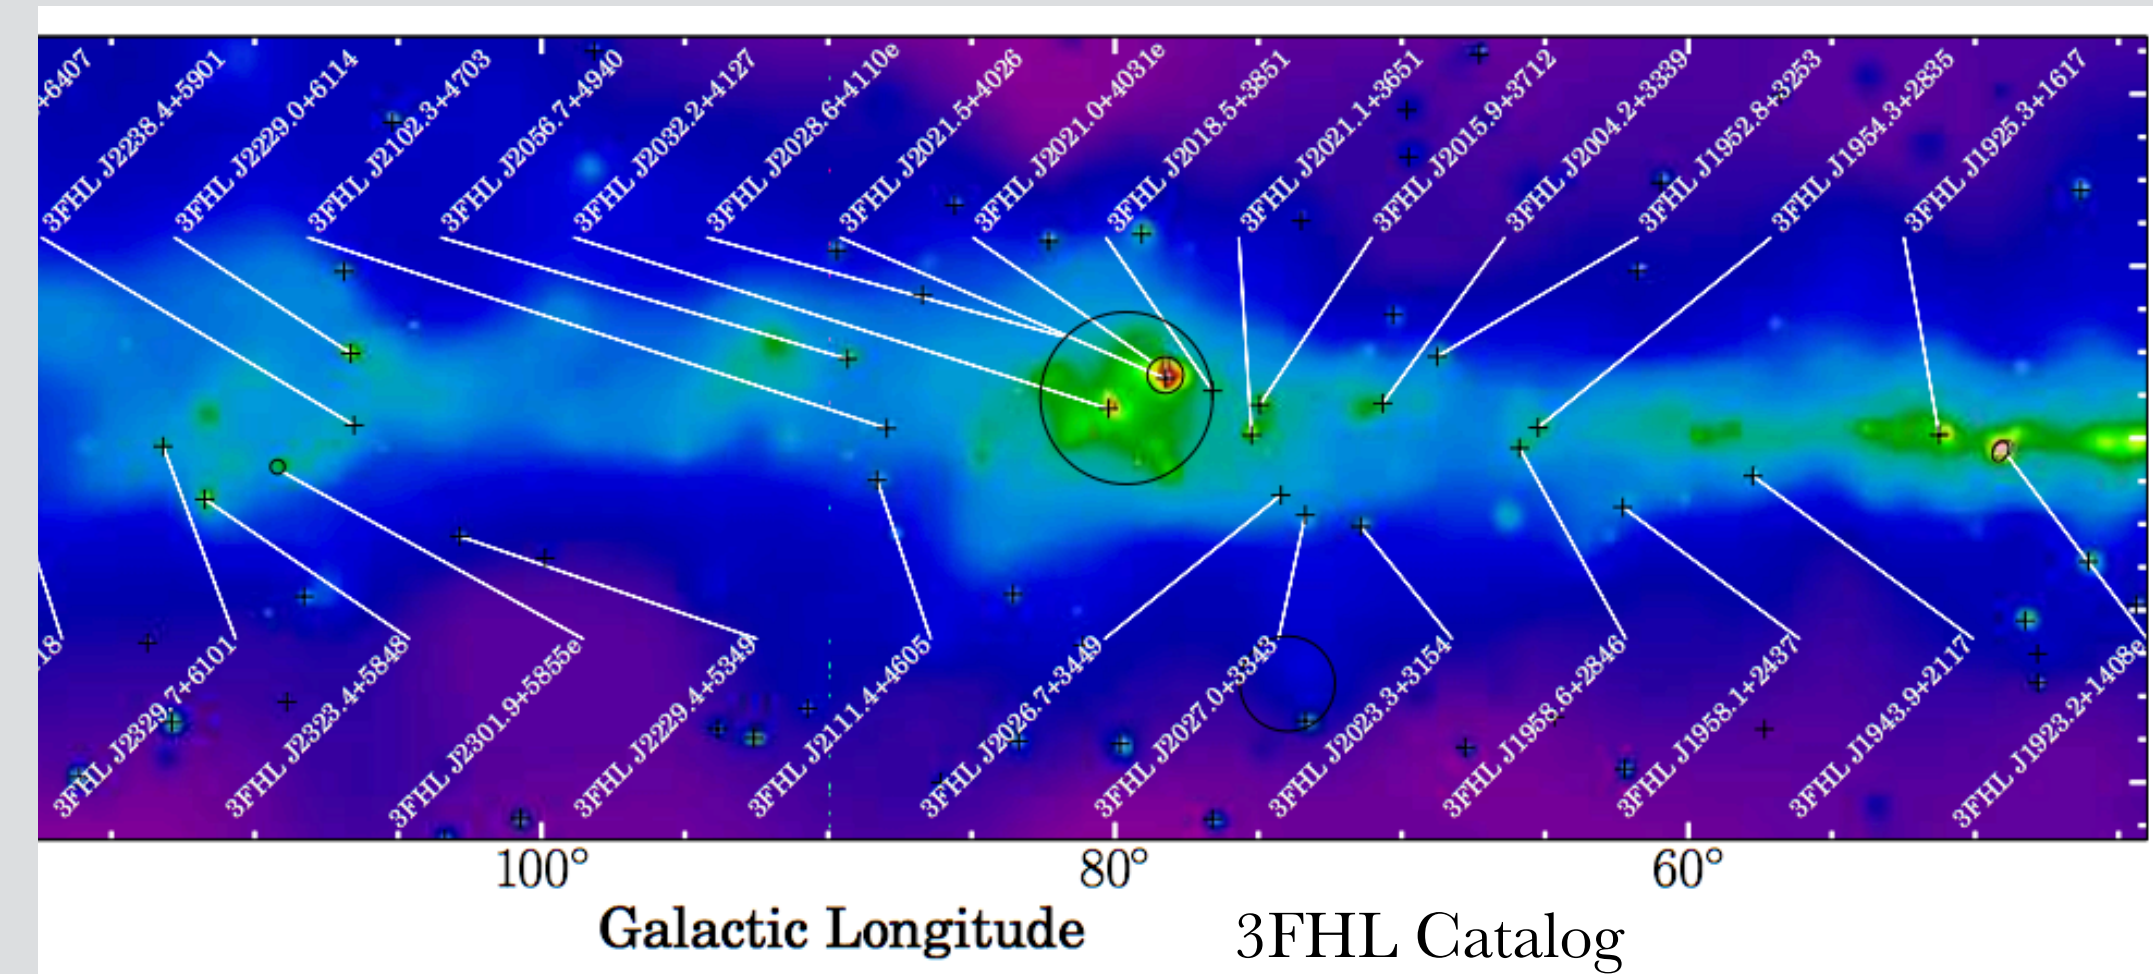 +6407
3FHL J2238.4+5901
3FHL J2229.0+6114
3FHL J2102.3+4703
3FHL J2056.7+4940
3FHL J2032.2+4127
3FHL J2028.6+4110e
3FHL J2021.5+4026
3FHL J2021.0+4031e
3FHL J2018.5+3851
3FHL J2021.1+3651
3FHL J2015.9+3712
3FHL J2004.2+3339
3FHL J1952.8+3253
3FHL J1954.3+2835
3FHL J1925.3+1617
18
3FHL J2329.7+6101
3FHL J2323.4+5848
3FHL J2301.9+5855e
3FHL J2229.4+5349
3FHL J2111.4+4605
3FHL J2026.7+3449
3FHL J2027.0+3343
3FHL J2023.3+3154
3FHL J1958.6+2846
3FHL J1958.1+2437
3FHL J1943.9+2117
3FHL J1923.2+1408e
100° 80° 60°
Galactic Longitude
3FHL Catalog